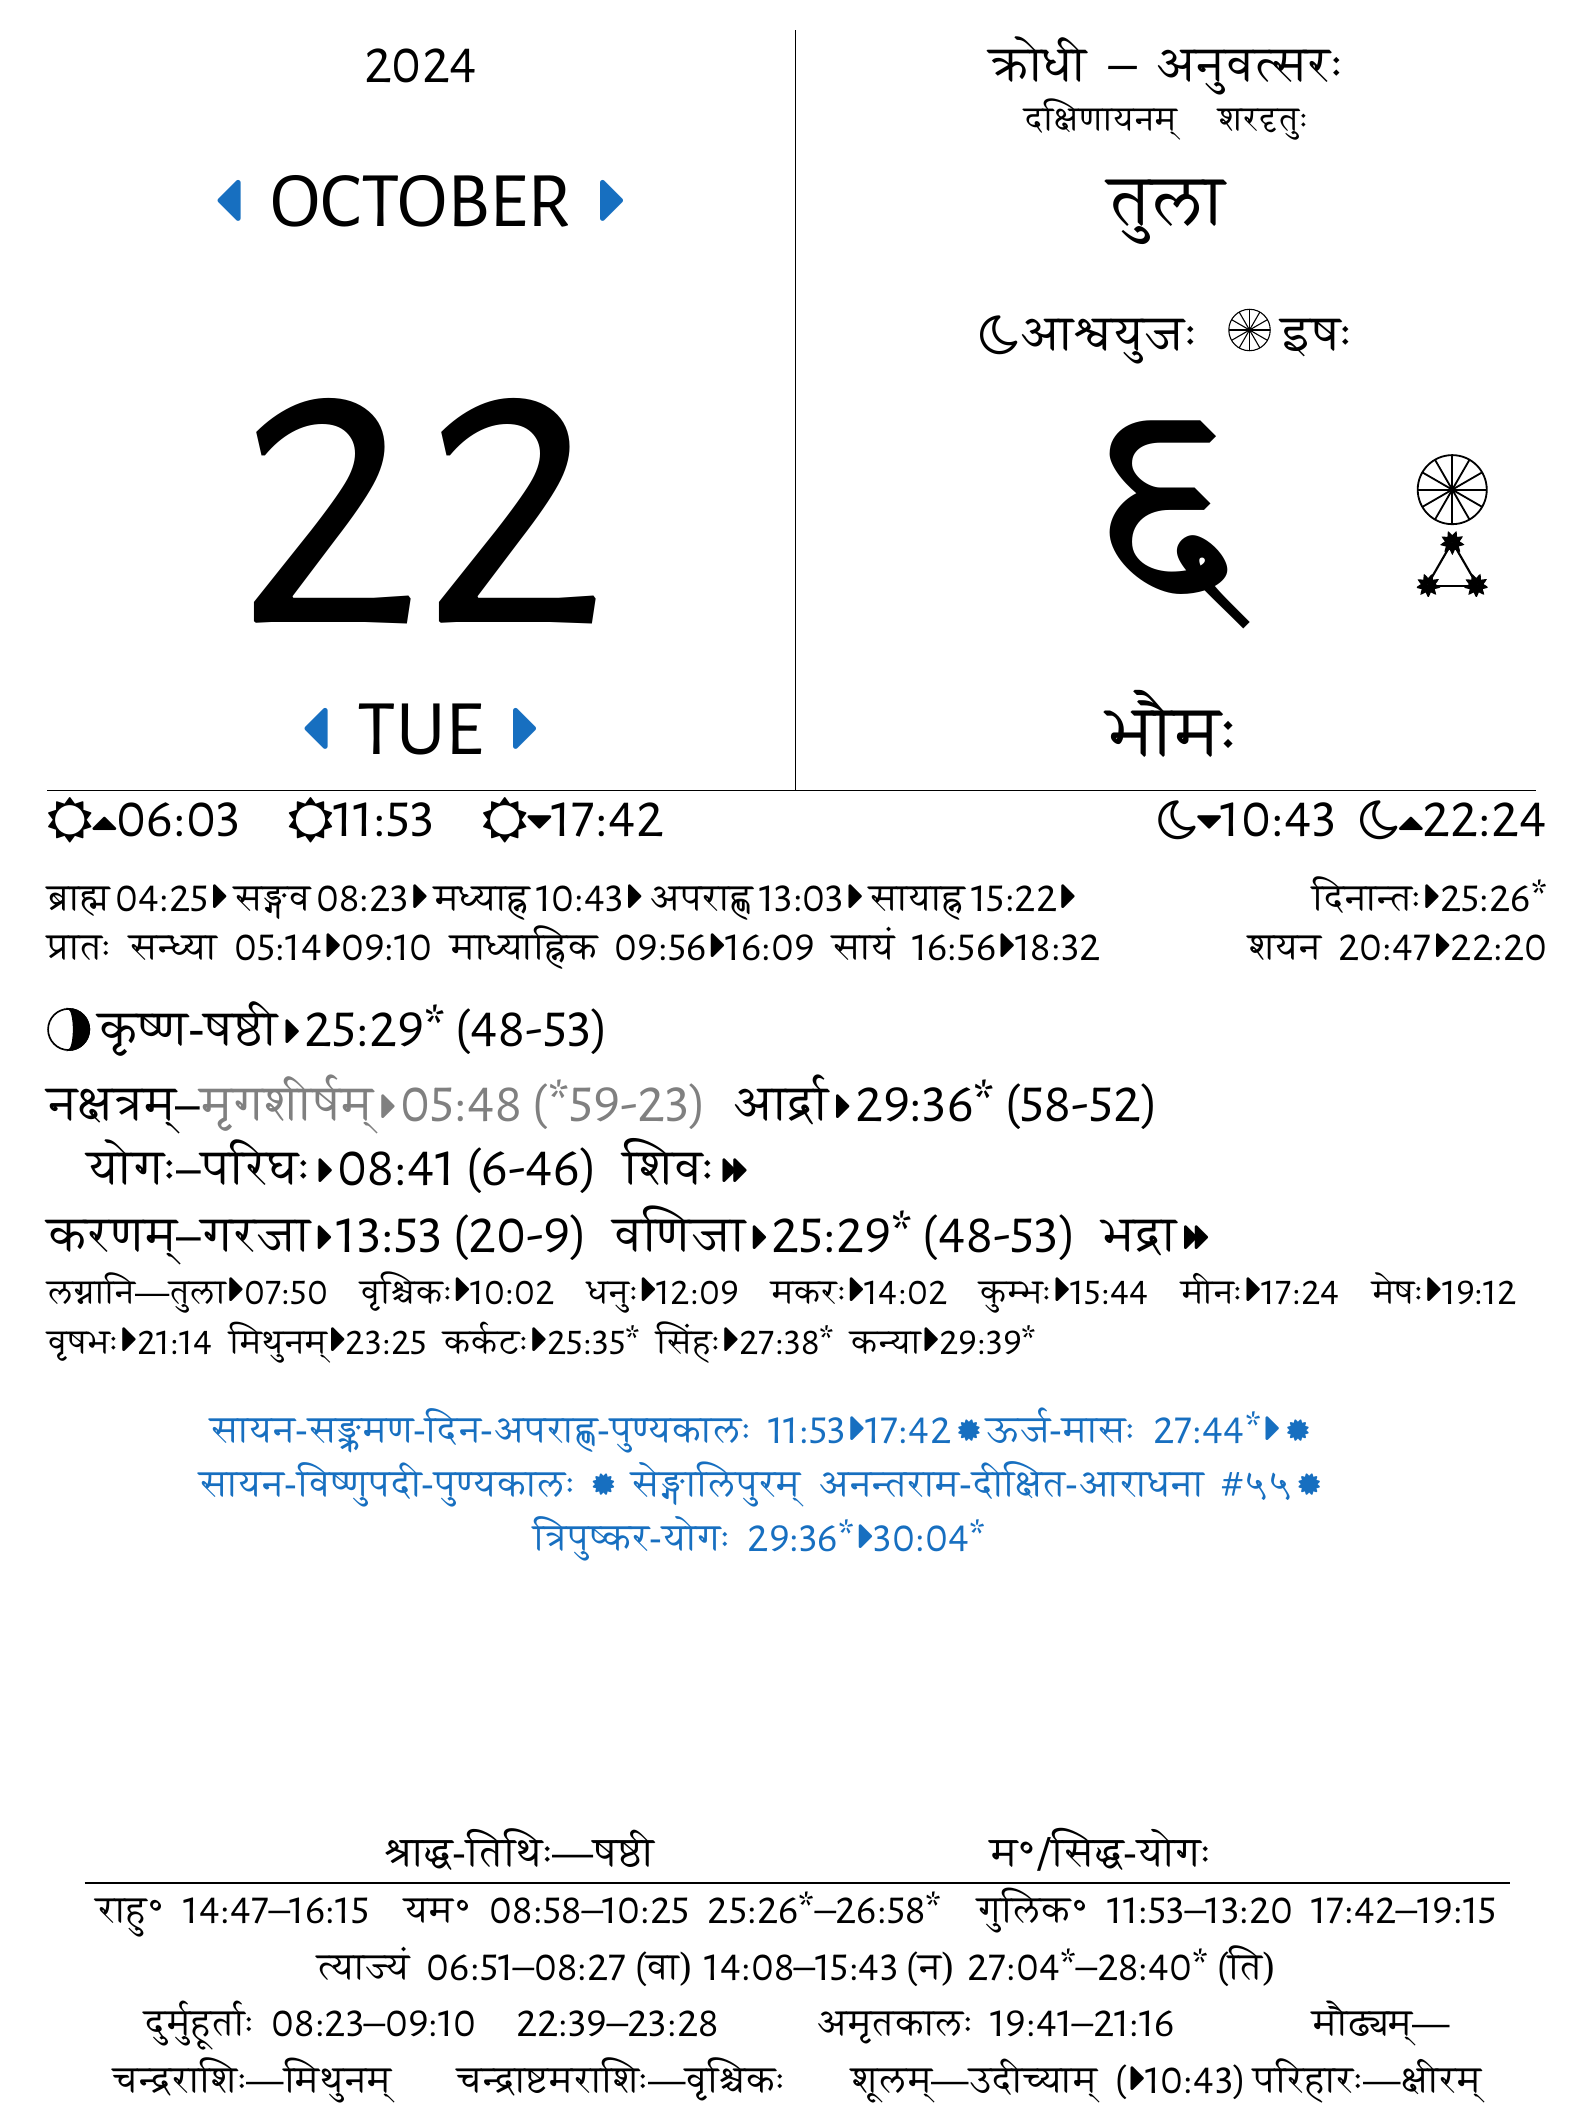 2024
OCTOBER
22
TUE
क्रोधी – अनुवत्सरः
दक्षिणायनम् शरदृतुः
तुला
आश्वयुजः इषः
६
भौमः
06:03 11:53 17:42 10:43 22:24
ब्राह्म 04:25 सङ्गव 08:23 मध्याह्न 10:43 अपराह्ण 13:03 सायाह्न 15:22 दिनान्तः 25:26*
प्रातः सन्ध्या 05:14 09:10 माध्याह्निक 09:56 16:09 सायं 16:56 18:32 शयन 20:47 22:20
कृष्ण-षष्ठी 25:29* (48-53)
नक्षत्रम्–मृगशीर्षम् 05:48 (*59-23) आर्द्रा 29:36* (58-52)
योगः–परिघः 08:41 (6-46) शिवः
करणम्–गरजा 13:53 (20-9) वणिजा 25:29* (48-53) भद्रा
लग्नानि—तुला 07:50 वृश्चिकः 10:02 धनुः 12:09 मकरः 14:02 कुम्भः 15:44 मीनः 17:24 मेषः 19:12
वृषभः 21:14 मिथुनम् 23:25 कर्कटः 25:35* सिंहः 27:38* कन्या 29:39*
सायन-सङ्क्रमण-दिन-अपराह्ण-पुण्यकालः 11:53 17:42 ऊर्ज-मासः 27:44*
सायन-विष्णुपदी-पुण्यकालः सेङ्गालिपुरम् अनन्तराम-दीक्षित-आराधना #५५
त्रिपुष्कर-योगः 29:36* 30:04*
श्राद्ध-तिथिः—षष्ठी म॰/सिद्ध-योगः
राहु॰ 14:47–16:15 यम॰ 08:58–10:25 25:26*–26:58* गुलिक॰ 11:53–13:20 17:42–19:15
त्याज्यं 06:51–08:27 (वा) 14:08–15:43 (न) 27:04*–28:40* (ति)
दुर्मुहूर्ताः 08:23–09:10 22:39–23:28 अमृतकालः 19:41–21:16 मौढ्यम्—
चन्द्रराशिः—मिथुनम् चन्द्राष्टमराशिः—वृश्चिकः शूलम्—उदीच्याम् (10:43) परिहारः—क्षीरम्